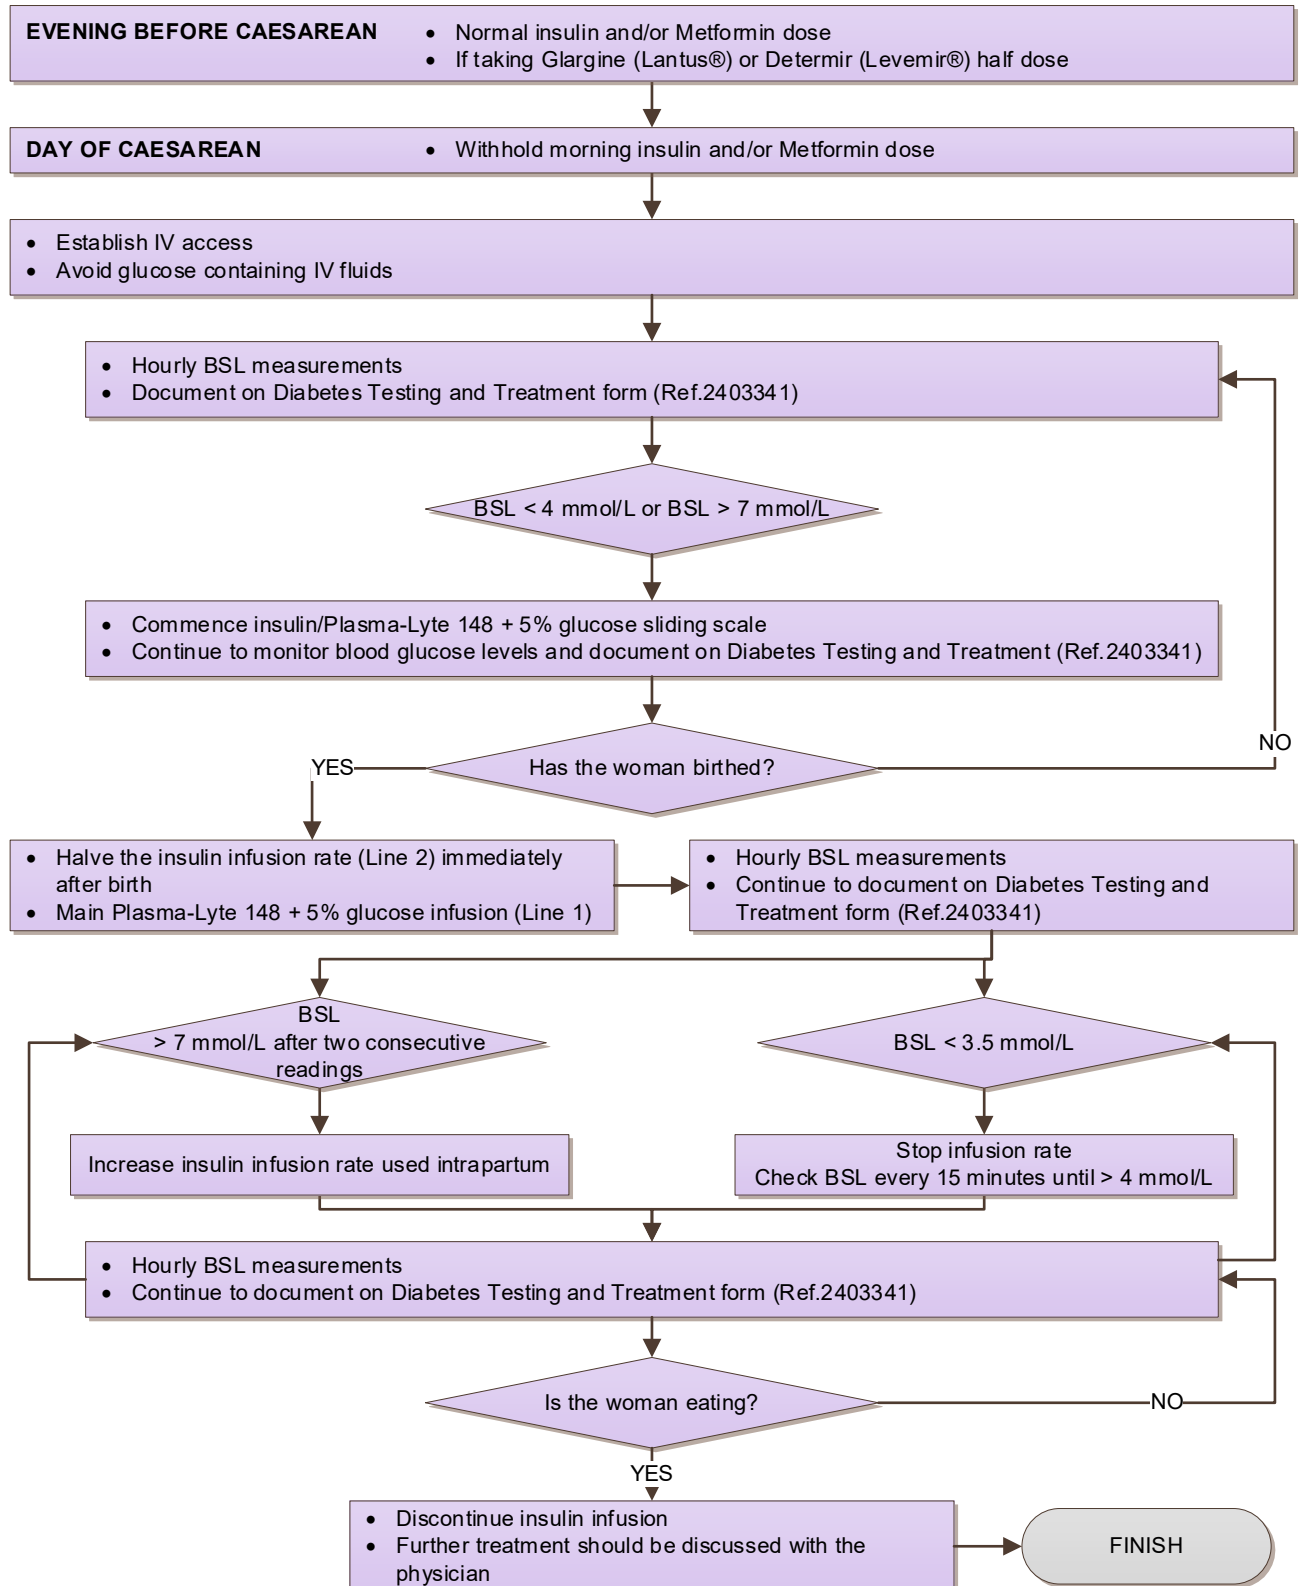 EVENING BEFORE CAESAREAN
• Normal insulin and/or Metformin dose
• If taking Glargine (Lantus®) or Determir (Levemir®) half dose
DAY OF CAESAREAN
• Withhold morning insulin and/or Metformin dose
• Establish IV access
• Avoid glucose containing IV fluids
• Hourly BSL measurements
• Document on Diabetes Testing and Treatment form (Ref.2403341)
BSL < 4 mmol/L or BSL > 7 mmol/L
• Commence insulin/Plasma-Lyte 148 + 5% glucose sliding scale
• Continue to monitor blood glucose levels and document on Diabetes Testing and Treatment (Ref.2403341)
Has the woman birthed?
NO
YES
• Halve the insulin infusion rate (Line 2) immediately
after birth
• Main Plasma-Lyte 148 + 5% glucose infusion (Line 1)
• Hourly BSL measurements
• Continue to document on Diabetes Testing and
Treatment form (Ref.2403341)
BSL
> 7 mmol/L after two consecutive
readings
BSL < 3.5 mmol/L
Increase insulin infusion rate used intrapartum
Stop infusion rate
Check BSL every 15 minutes until > 4 mmol/L
• Hourly BSL measurements
• Continue to document on Diabetes Testing and Treatment form (Ref.2403341)
Is the woman eating?
NO
YES
• Discontinue insulin infusion
• Further treatment should be discussed with the
physician
FINISH